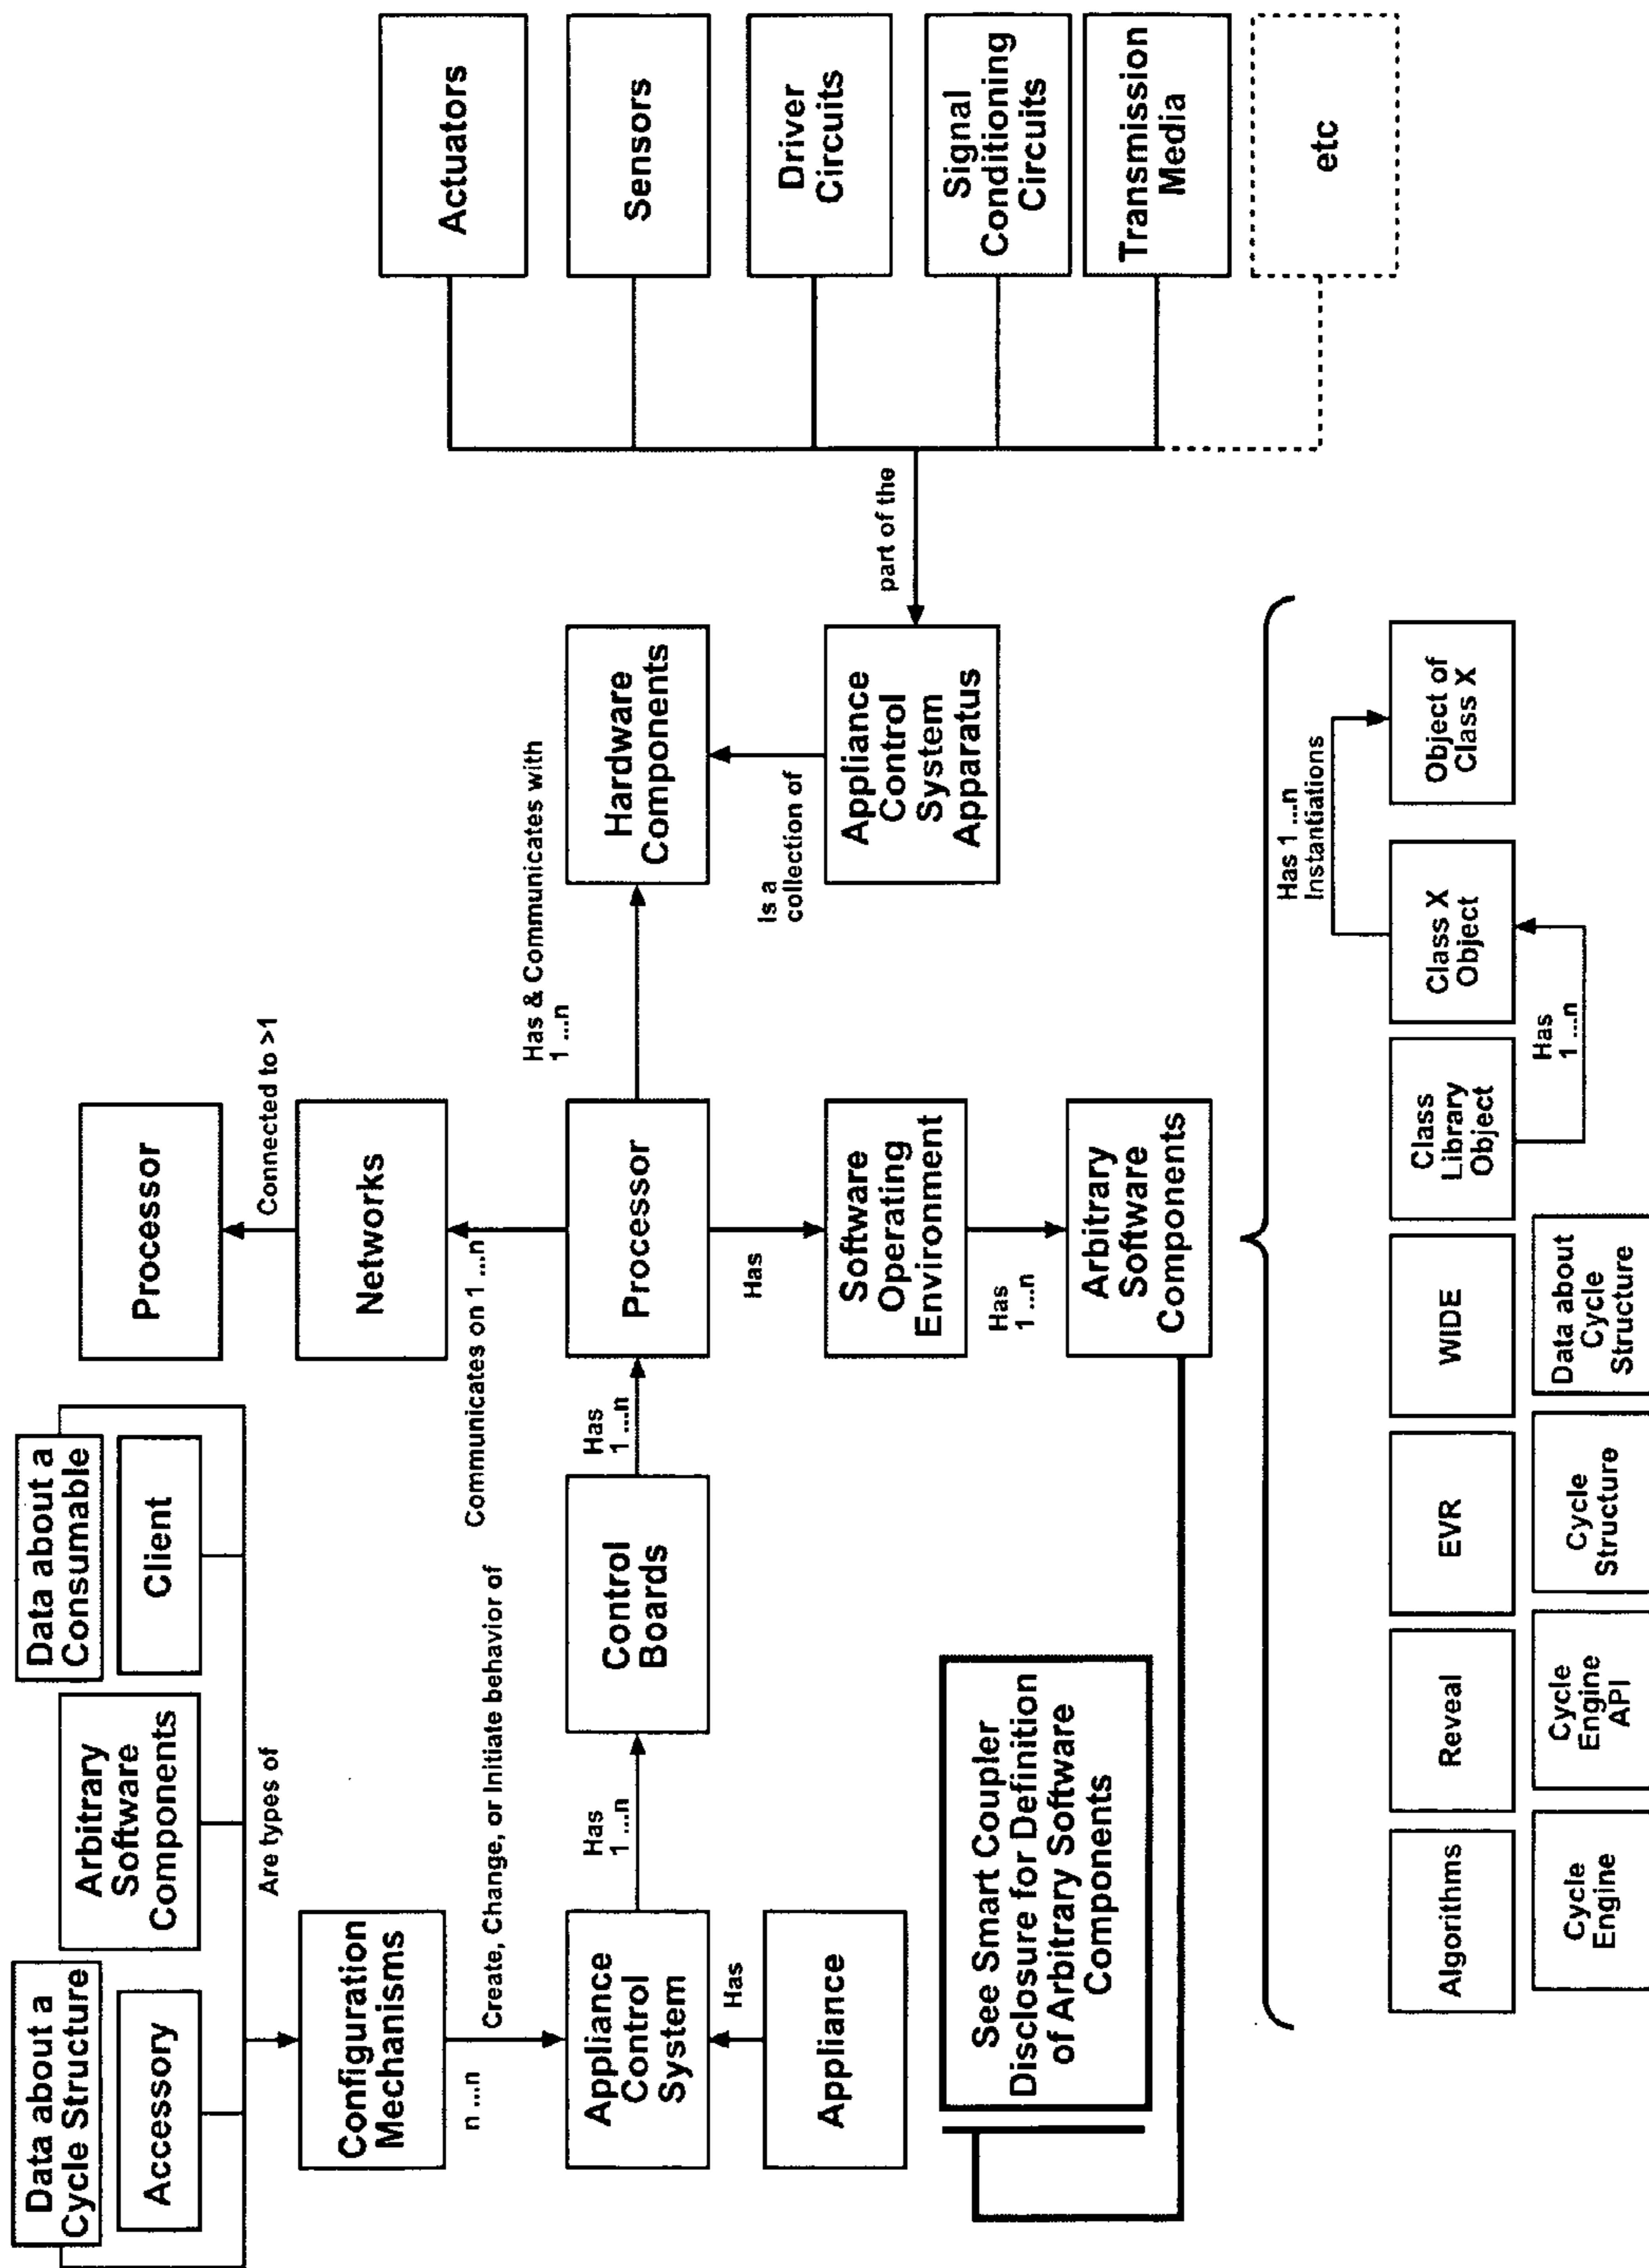 Data about a
Cycle Structure
Accessory
Arbitrary
Software
Components
Data about a
Consumable
Client
Are types of
Configuration
Mechanisms
n ...n
Create, Change, or Initiate behavior of
Appliance
Control
System
Has
Appliance
Has
1 ...n
Control
Boards
Has
1 ...n
Processor
Connected to >1
Networks
Communicates on 1 ...n
Processor
Has
Software
Operating
Environment
Has
1 ...n
Arbitrary
Software
Components
Has & Communicates with
1 ...n
Hardware
Components
Is a
collection of
Appliance
Control
System
Apparatus
part of the
Actuators
Sensors
Driver
Circuits
Signal
Conditioning
Circuits
Transmission
Media
etc
See Smart Coupler
Disclosure for Definition
of Arbitrary Software
Components
Algorithms
Reveal
EVR
WIDE
Class
Library
Object
Has
1 ...n
Class X
Object
Has 1 ...n
Instantiations
Object of
Class X
Cycle
Engine
Cycle
Engine
API
Cycle
Structure
Data about
Cycle
Structure